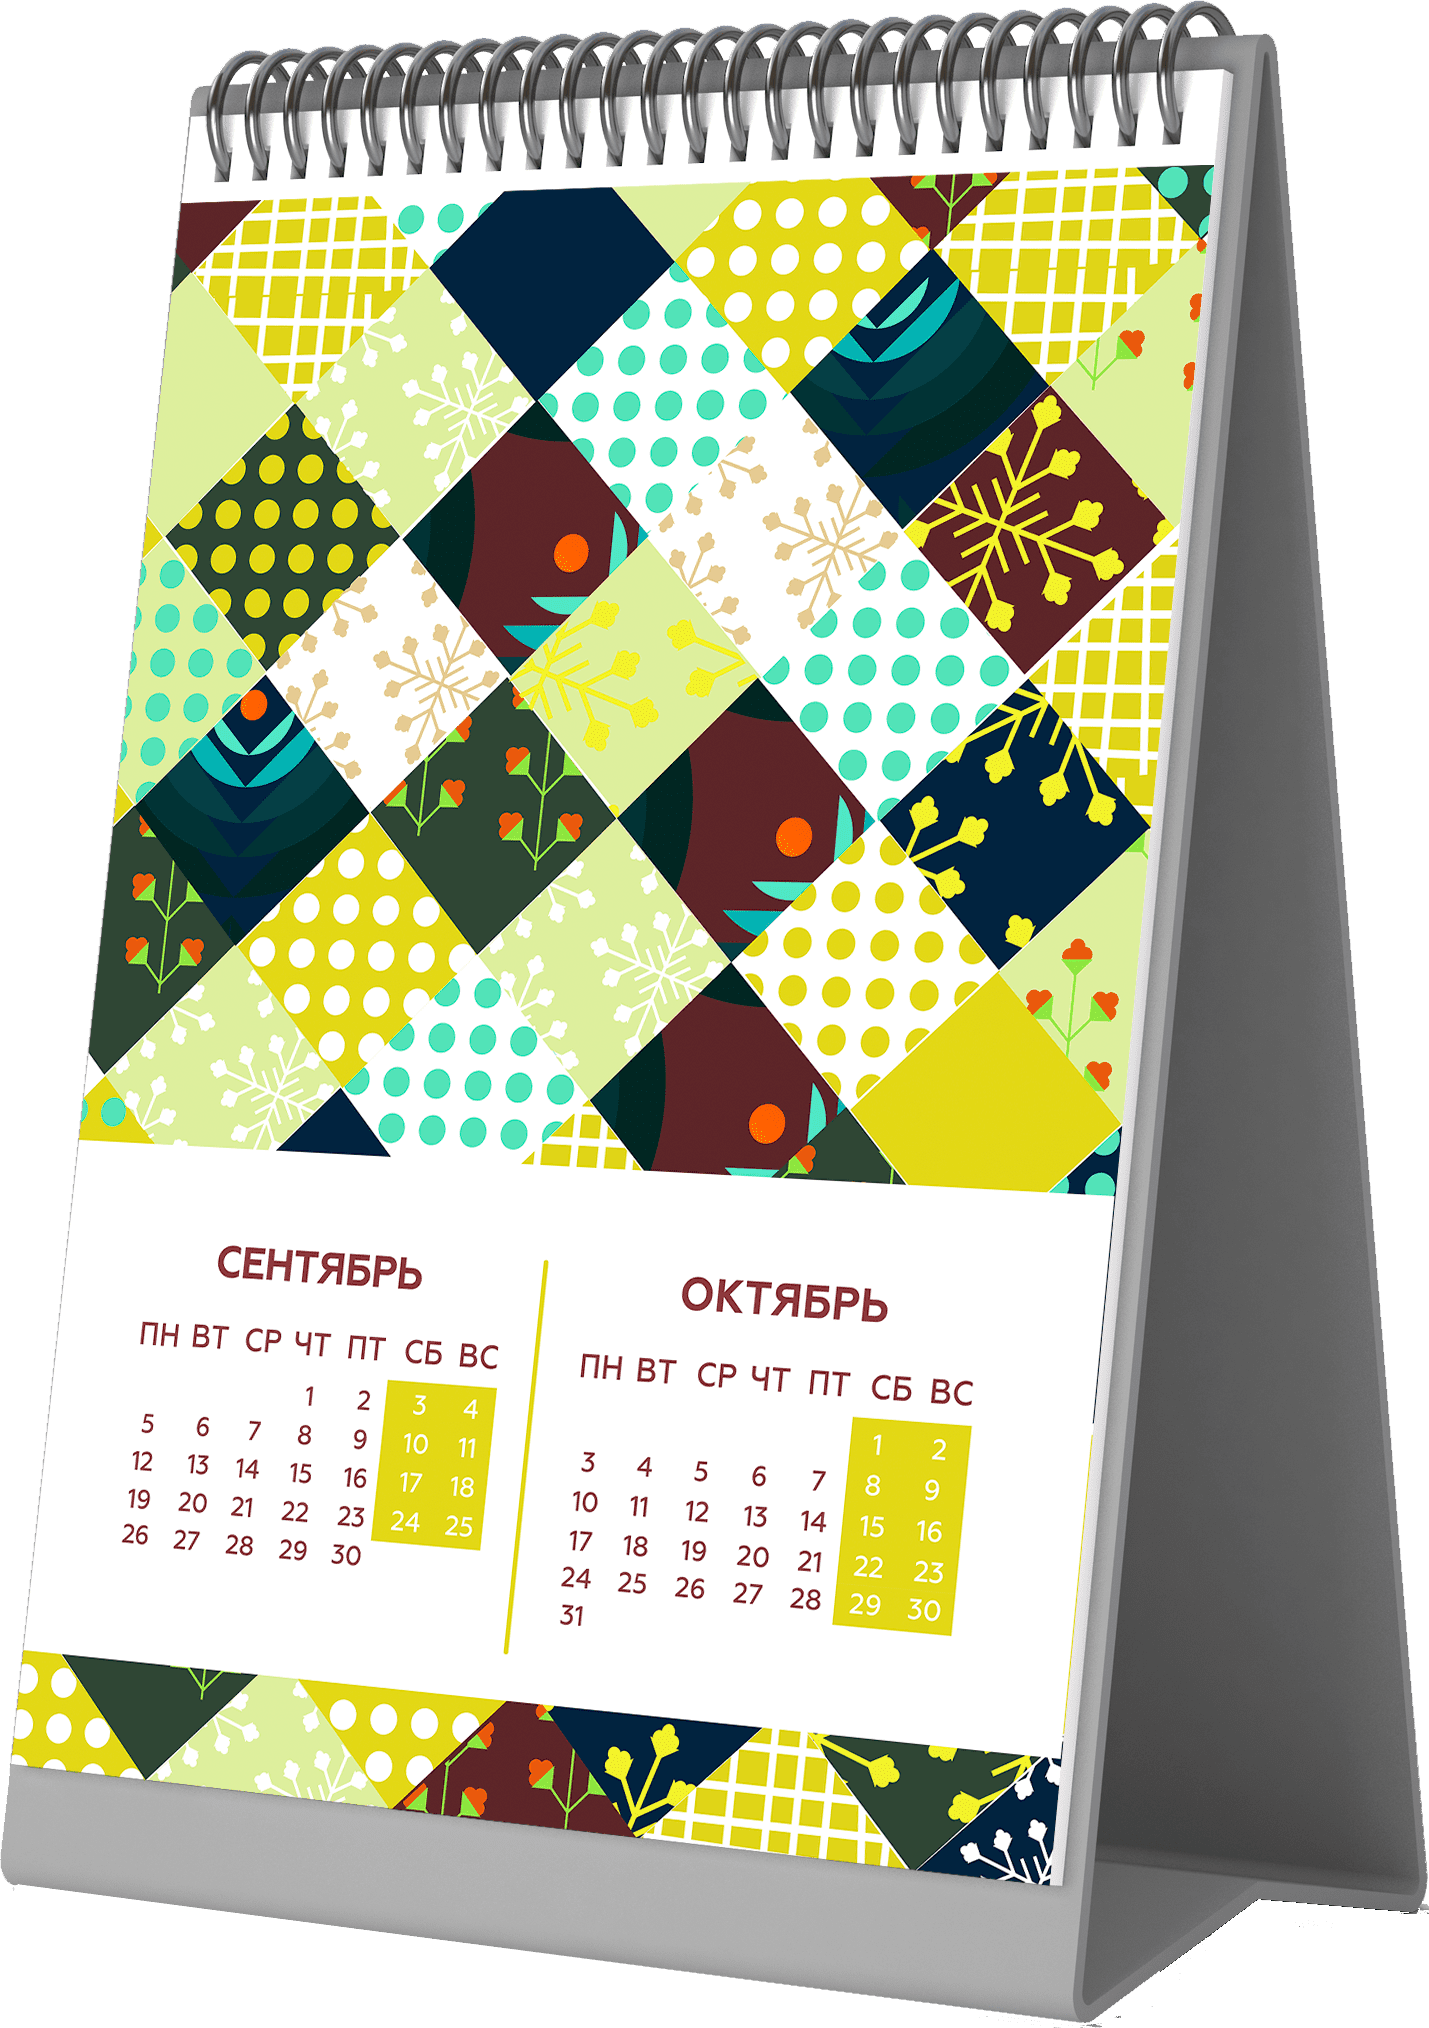 СЕНТЯБРЬ
ПН ВТ СР ЧТ ПТ СБ ВС
1 2 3 4
5 6 7 8 9 10 11
12 13 14 15 16 17 18
19 20 21 22 23 24 25
26 27 28 29 30
ОКТЯБРЬ
ПН ВТ СР ЧТ ПТ СБ ВС
1 2
3 4 5 6 7 8 9
10 11 12 13 14 15 16
17 18 19 20 21 22 23
24 25 26 27 28 29 30
31